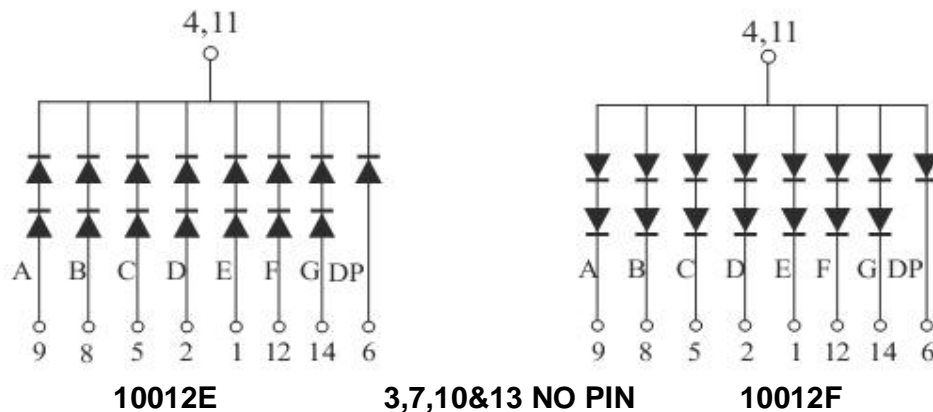 4,11 4,11
A B C D E F G DP A B C D E F G DP
9 8 5 2 1 12 14 6 9 8 5 2 1 12 14 6
10012E 3,7,10&13 NO PIN 10012F